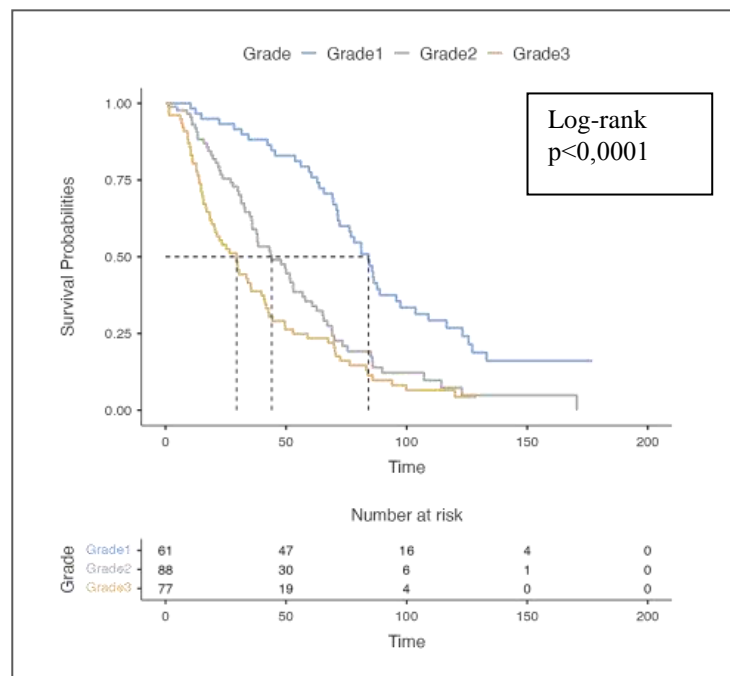 Grade Grade1 Grade2 Grade3
Log-rank
p<0,0001
1.00
0.75
0.50
0.25
0.00
Survival Probabilities
0 50 100 150 200
Time
Number at risk
Grade
Grade1 61 47 16 4 0
Grade2 88 30 6 1 0
Grade3 77 19 4 0 0
0 50 100 150 200
Time